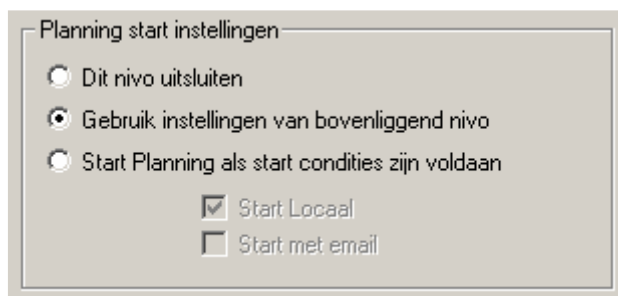 Planning start instellingen
Dit nivo uitsluiten
Gebruik instellingen van bovenliggend nivo
Start Planning als start condities zijn voldaan
Start Locaal
Start met email